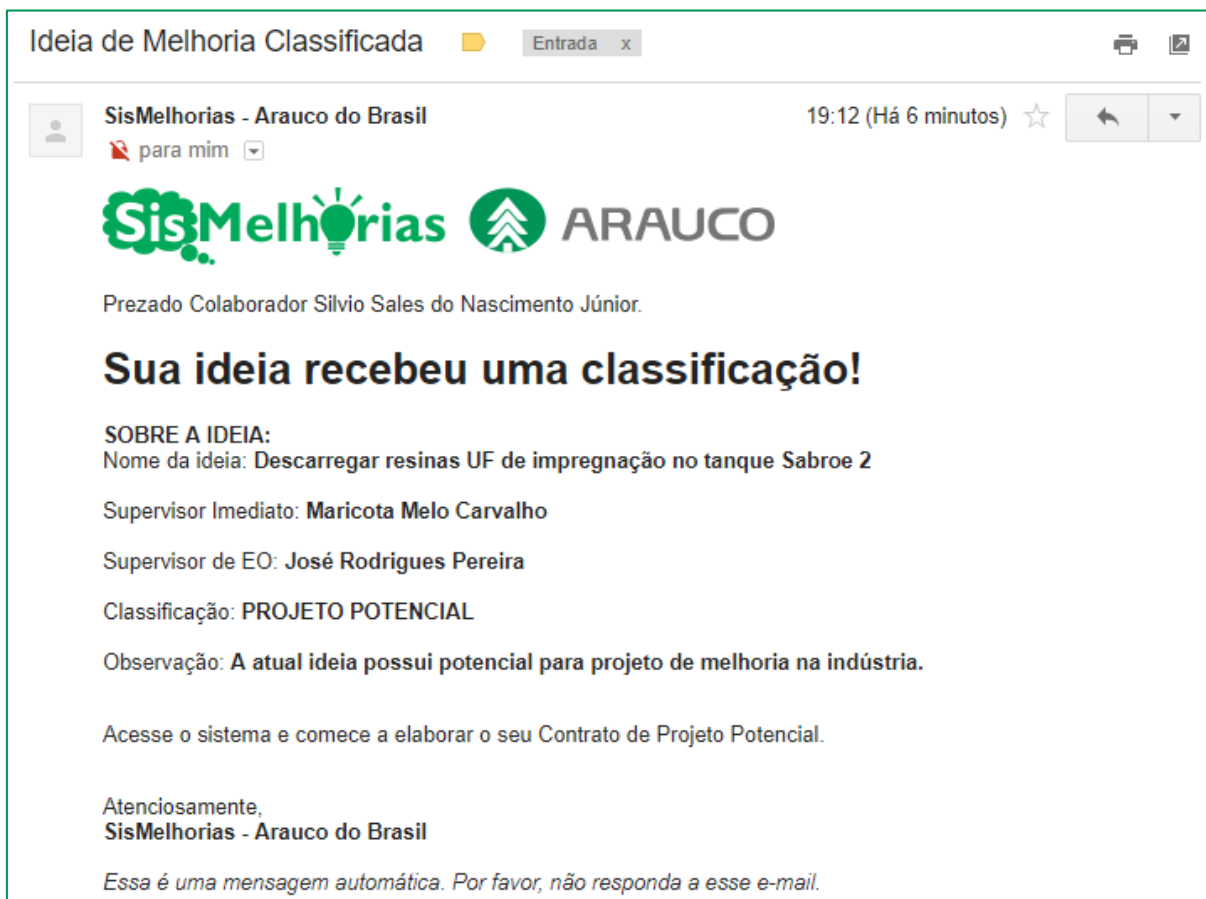 Ideia de Melhoria Classificada Entrada x
SisMelhorias - Arauco do Brasil 19:12 (Há 6 minutos)
para mim
SisMelhorias ARAUCO
Prezado Colaborador Silvio Sales do Nascimento Júnior.
Sua ideia recebeu uma classificação!
SOBRE A IDEIA:
Nome da ideia: Descarregar resinas UF de impregnação no tanque Sabroe 2
Supervisor Imediato: Maricota Melo Carvalho
Supervisor de EO: José Rodrigues Pereira
Classificação: PROJETO POTENCIAL
Observação: A atual ideia possui potencial para projeto de melhoria na indústria.
Acesse o sistema e comece a elaborar o seu Contrato de Projeto Potencial.
Atenciosamente,
SisMelhorias - Arauco do Brasil
Essa é uma mensagem automática. Por favor, não responda a esse e-mail.